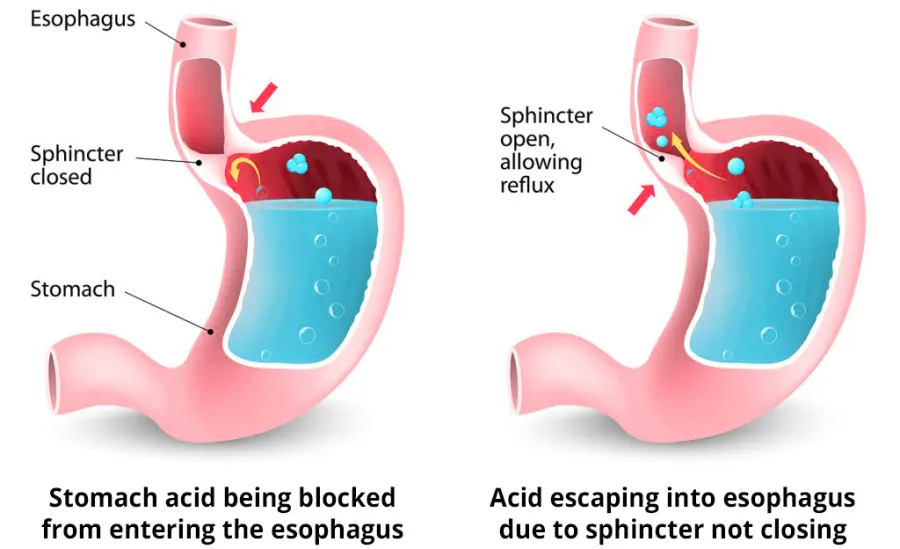 Esophagus
Sphincter
closed
Stomach
Stomach acid being blocked
from entering the esophagus
Sphincter
open,
allowing
reflux
Acid escaping into esophagus
due to sphincter not closing